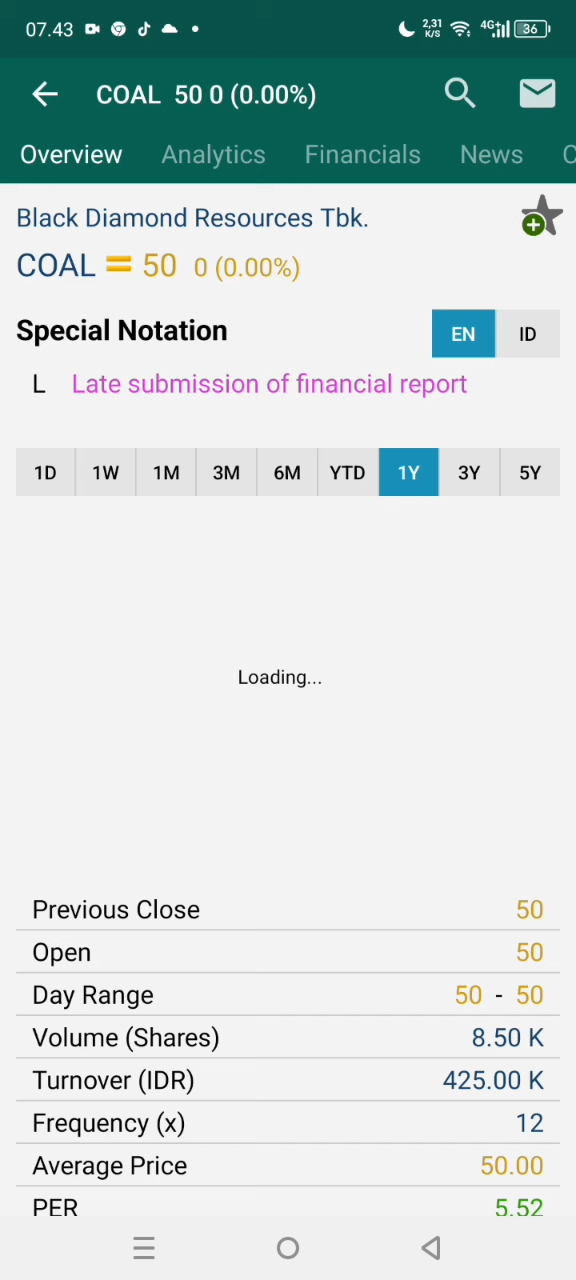 07.43 2,31 K/S 4G+ 36
COAL 50 0 (0.00%)
Overview Analytics Financials News C
Black Diamond Resources Tbk.
COAL = 50 0 (0.00%)
Special Notation EN ID
L Late submission of financial report
1D 1W 1M 3M 6M YTD 1Y 3Y 5Y
Loading...
Previous Close 50
Open 50
Day Range 50 - 50
Volume (Shares) 8.50 K
Turnover (IDR) 425.00 K
Frequency (x) 12
Average Price 50.00
PER 5.52